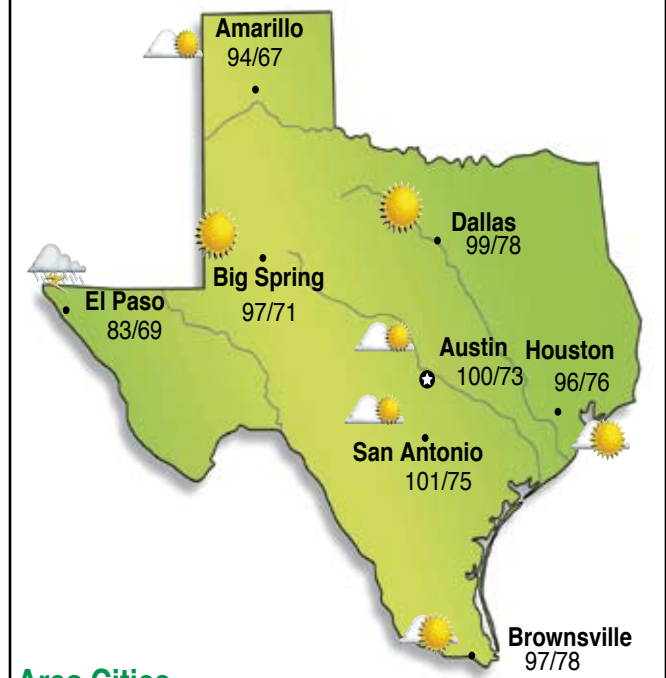 Amarillo
94/67
Dallas
99/78
Big Spring
97/71
El Paso
83/69
Austin
100/73
Houston
96/76
San Antonio
101/75
Brownsville
97/78
Area Cities